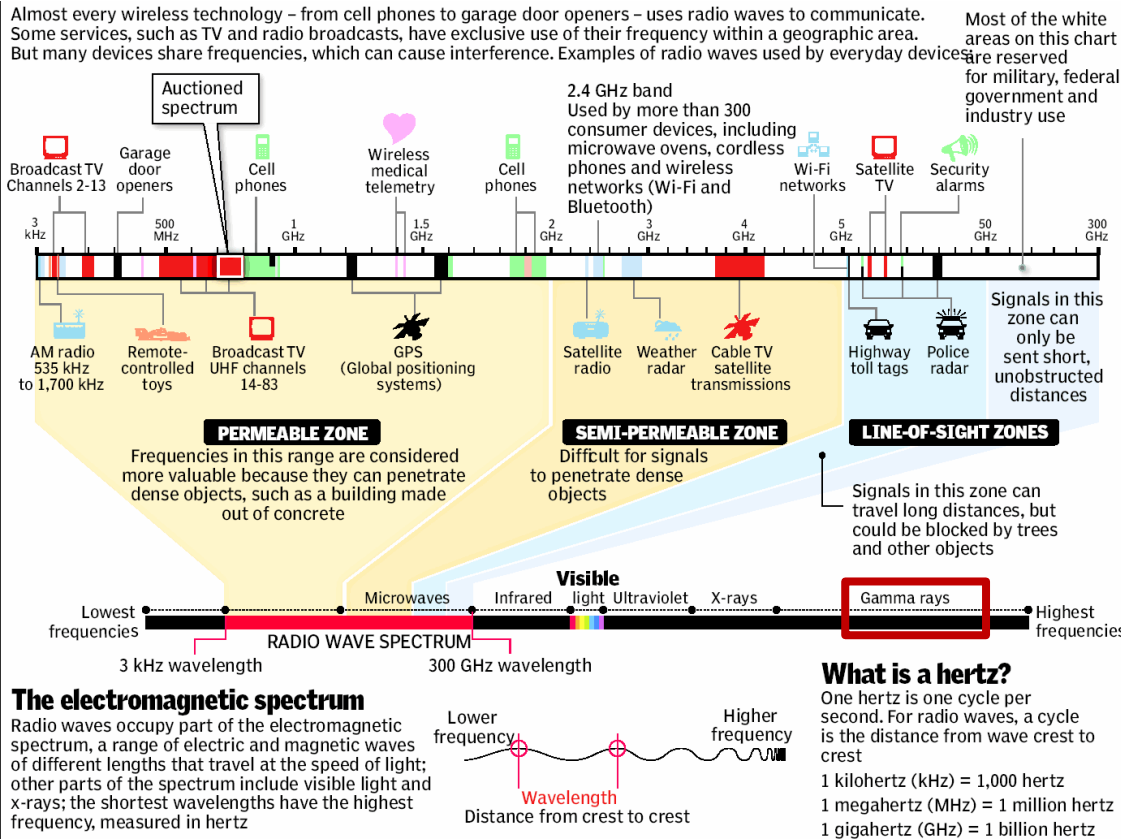 Almost every wireless technology – from cell phones to garage door openers – uses radio waves to communicate.
Some services, such as TV and radio broadcasts, have exclusive use of their frequency within a geographic area.
But many devices share frequencies, which can cause interference. Examples of radio waves used by everyday devices:
Most of the white
areas on this chart
are reserved
for military, federal
government and
industry use
Auctioned
spectrum
2.4 GHz band
Used by more than 300
consumer devices, including
microwave ovens, cordless
phones and wireless
networks (Wi-Fi and
Bluetooth)
Broadcast TV
Channels 2-13
Garage
door
openers
Cell
phones
Wireless
medical
telemetry
Cell
phones
Wi-Fi
networks
Satellite
TV
Security
alarms
3
kHz
500
MHz
1
GHz
1.5
GHz
2
GHz
3
GHz
4
GHz
5
GHz
50
GHz
300
GHz
AM radio
535 kHz
to 1,700 kHz
Remote-
controlled
toys
Broadcast TV
UHF channels
14-83
GPS
(Global positioning
systems)
Satellite
radio
Weather
radar
Cable TV
satellite
transmissions
Highway
toll tags
Police
radar
Signals in this
zone can
only be
sent short,
unobstructed
distances
PERMEABLE ZONE
Frequencies in this range are considered
more valuable because they can penetrate
dense objects, such as a building made
out of concrete
SEMI-PERMEABLE ZONE
Difficult for signals
to penetrate dense
objects
LINE-OF-SIGHT ZONES
Signals in this zone can
travel long distances, but
could be blocked by trees
and other objects
Lowest
frequencies
Microwaves
Infrared
Visible
light
Ultraviolet
X-rays
Gamma rays
Highest
frequencies
RADIO WAVE SPECTRUM
3 kHz wavelength
300 GHz wavelength
The electromagnetic spectrum
Radio waves occupy part of the electromagnetic
spectrum, a range of electric and magnetic waves
of different lengths that travel at the speed of light;
other parts of the spectrum include visible light and
x-rays; the shortest wavelengths have the highest
frequency, measured in hertz
Lower
frequency
Higher
frequency
Wavelength
Distance from crest to crest
What is a hertz?
One hertz is one cycle per
second. For radio waves, a cycle
is the distance from wave crest to
crest
1 kilohertz (kHz) = 1,000 hertz
1 megahertz (MHz) = 1 million hertz
1 gigahertz (GHz) = 1 billion hertz